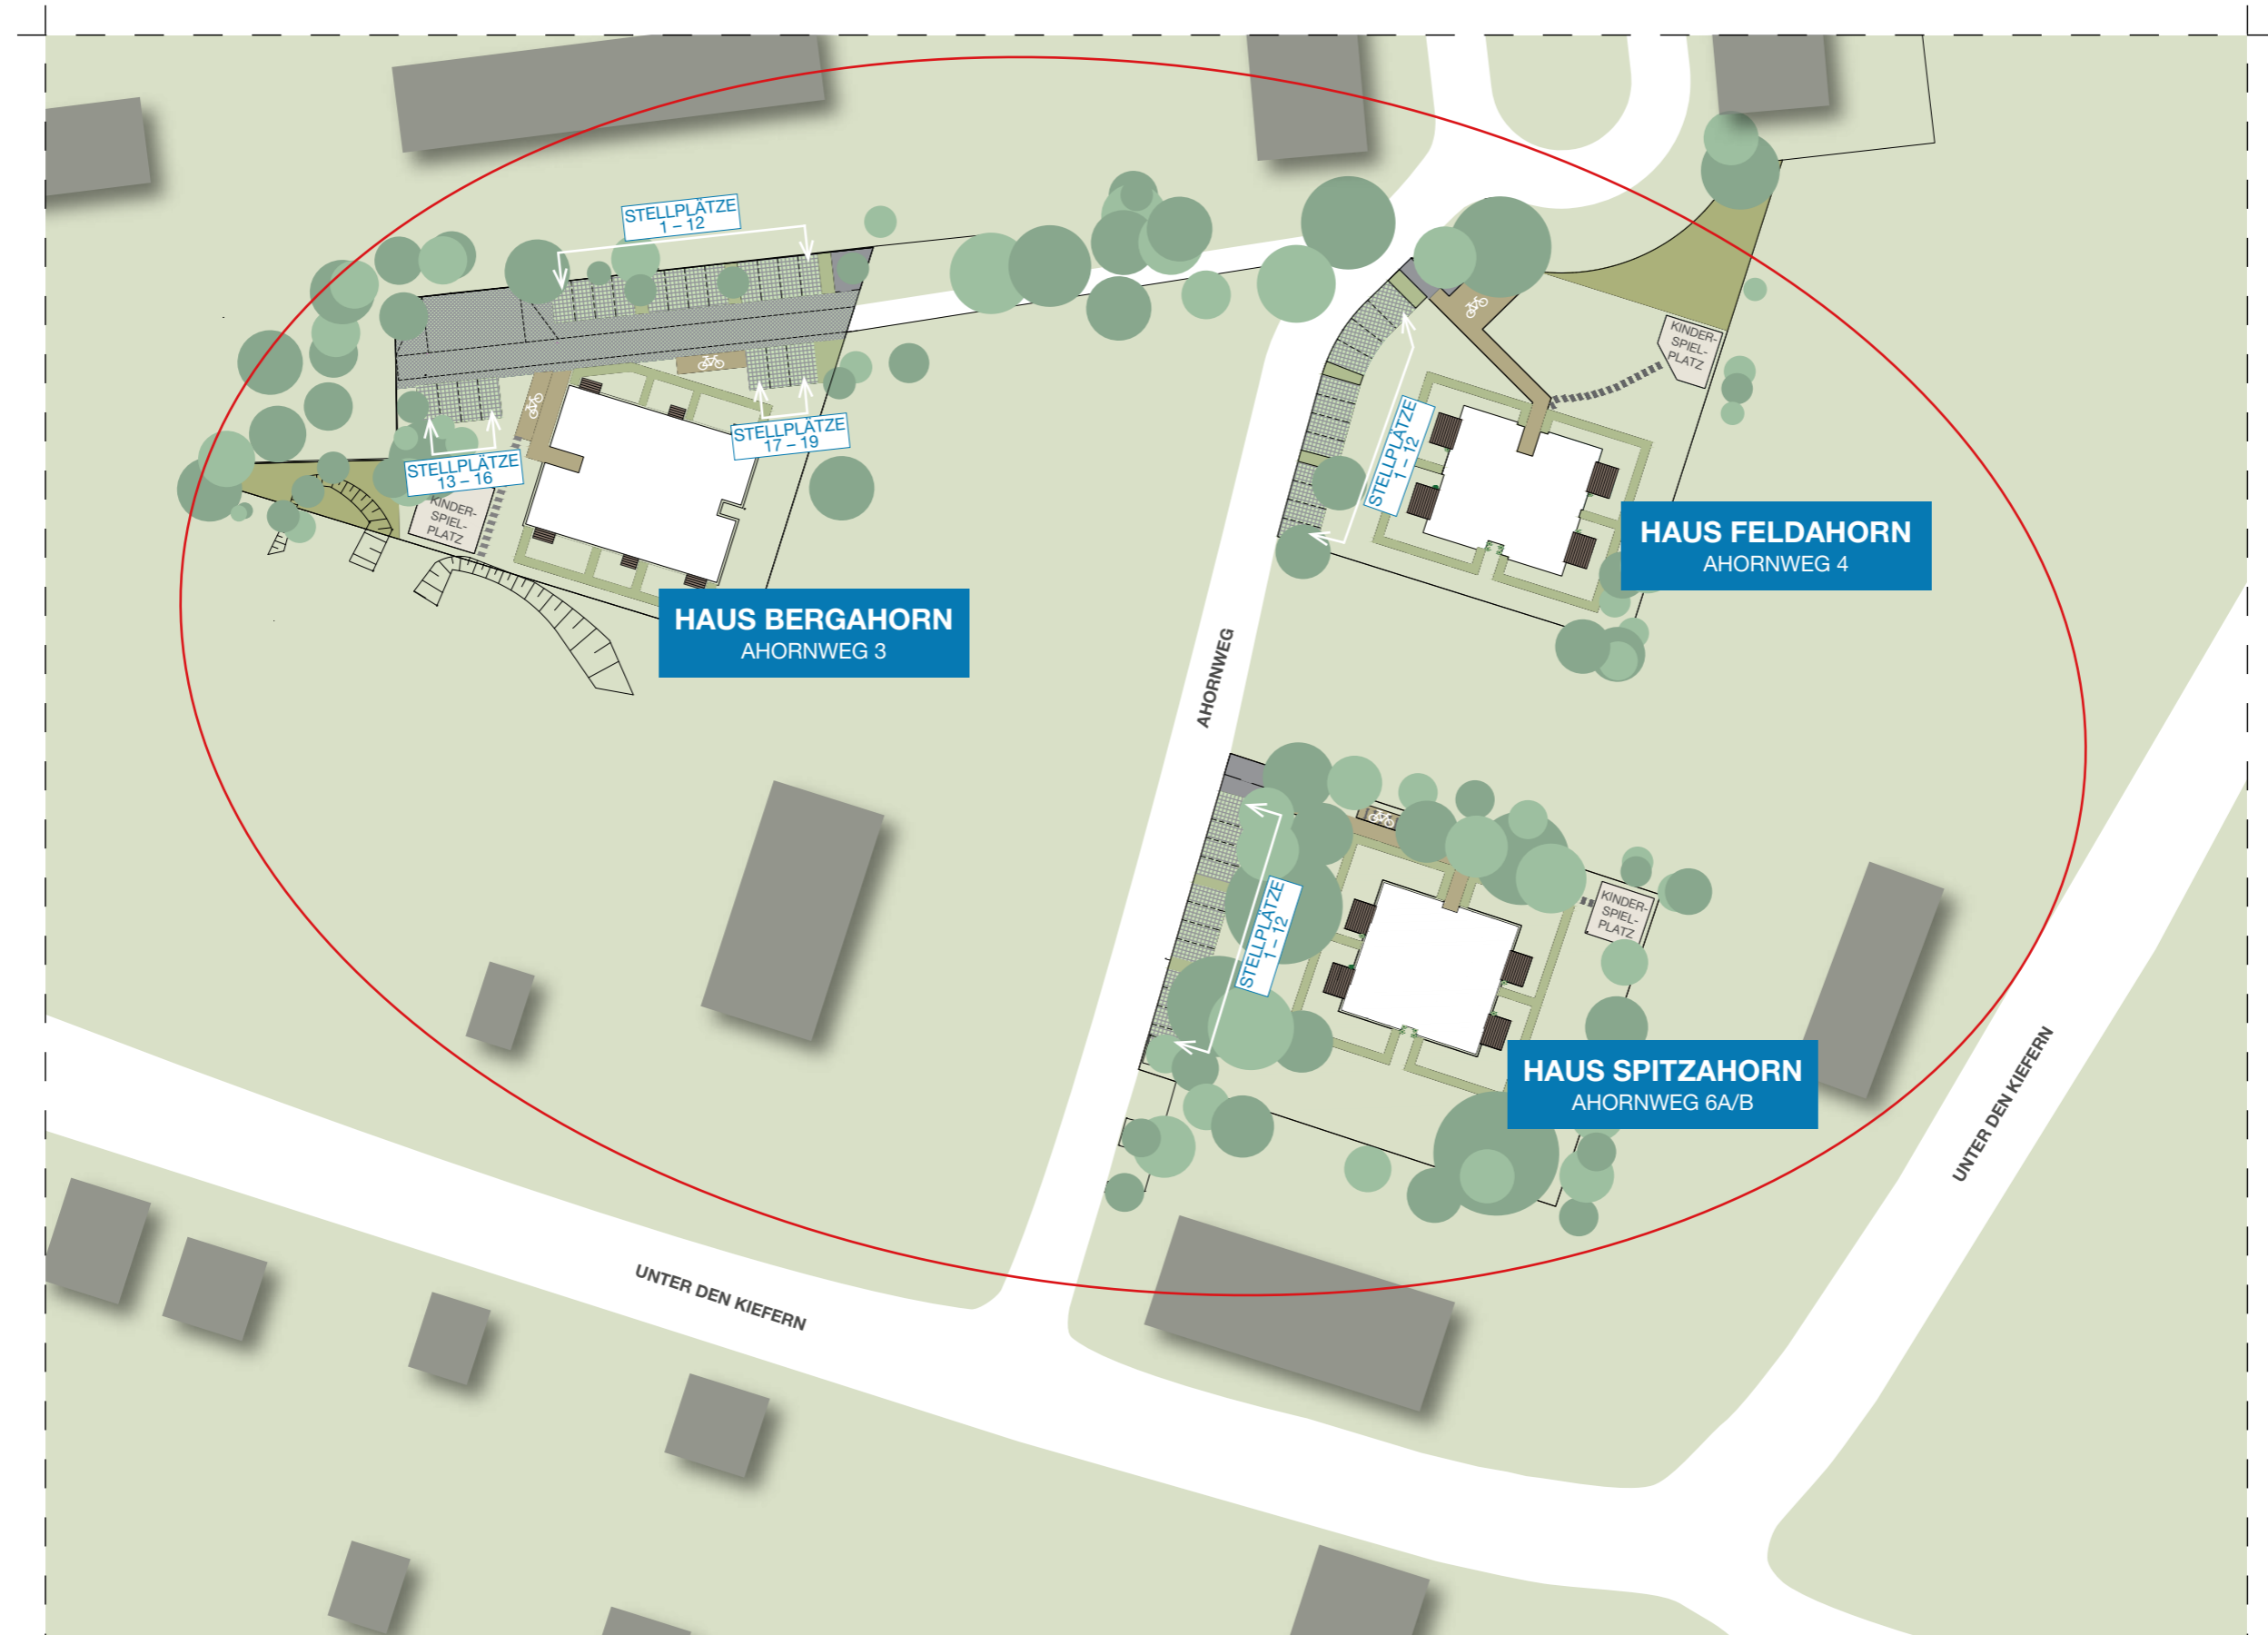 STELLPLÄTZE
1 – 12
STELLPLÄTZE
13 – 16
STELLPLÄTZE
17 – 19
KINDER-
SPIEL-
PLATZ
HAUS BERGAHORN
AHORNWEG 3
STELLPLÄTZE
1 – 12
KINDER-
SPIEL-
PLATZ
HAUS FELDAHORN
AHORNWEG 4
AHORNWEG
STELLPLÄTZE
1 – 12
KINDER-
SPIEL-
PLATZ
HAUS SPITZAHORN
AHORNWEG 6A/B
UNTER DEN KIEFERN
UNTER DEN KIEFERN